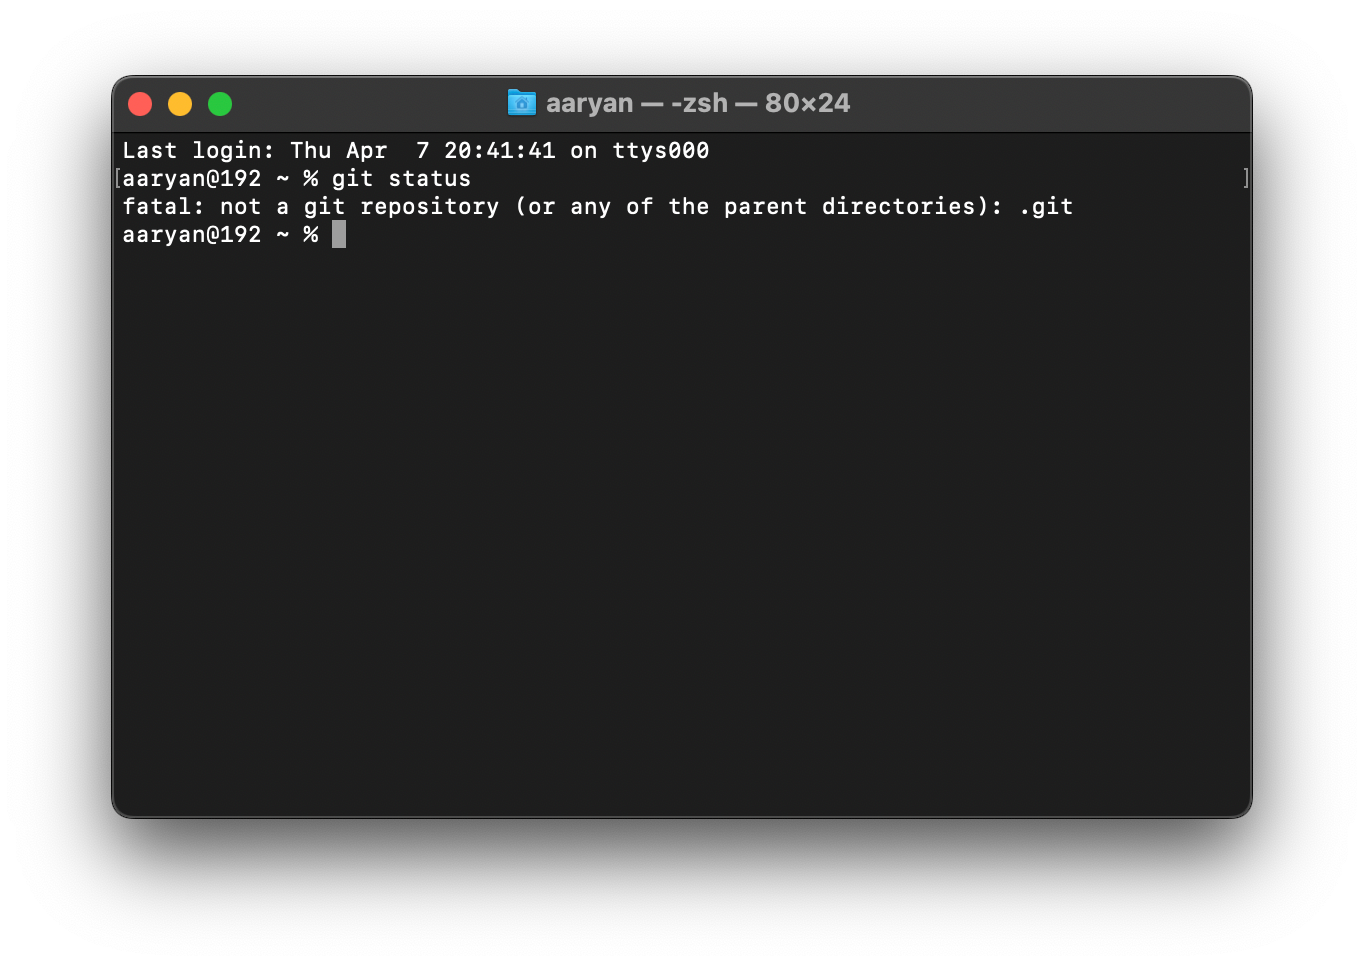 aaryan — -zsh — 80×24
Last login: Thu Apr  7 20:41:41 on ttys000
[aaryan@192 ~ % git status ]
fatal: not a git repository (or any of the parent directories): .git
aaryan@192 ~ %